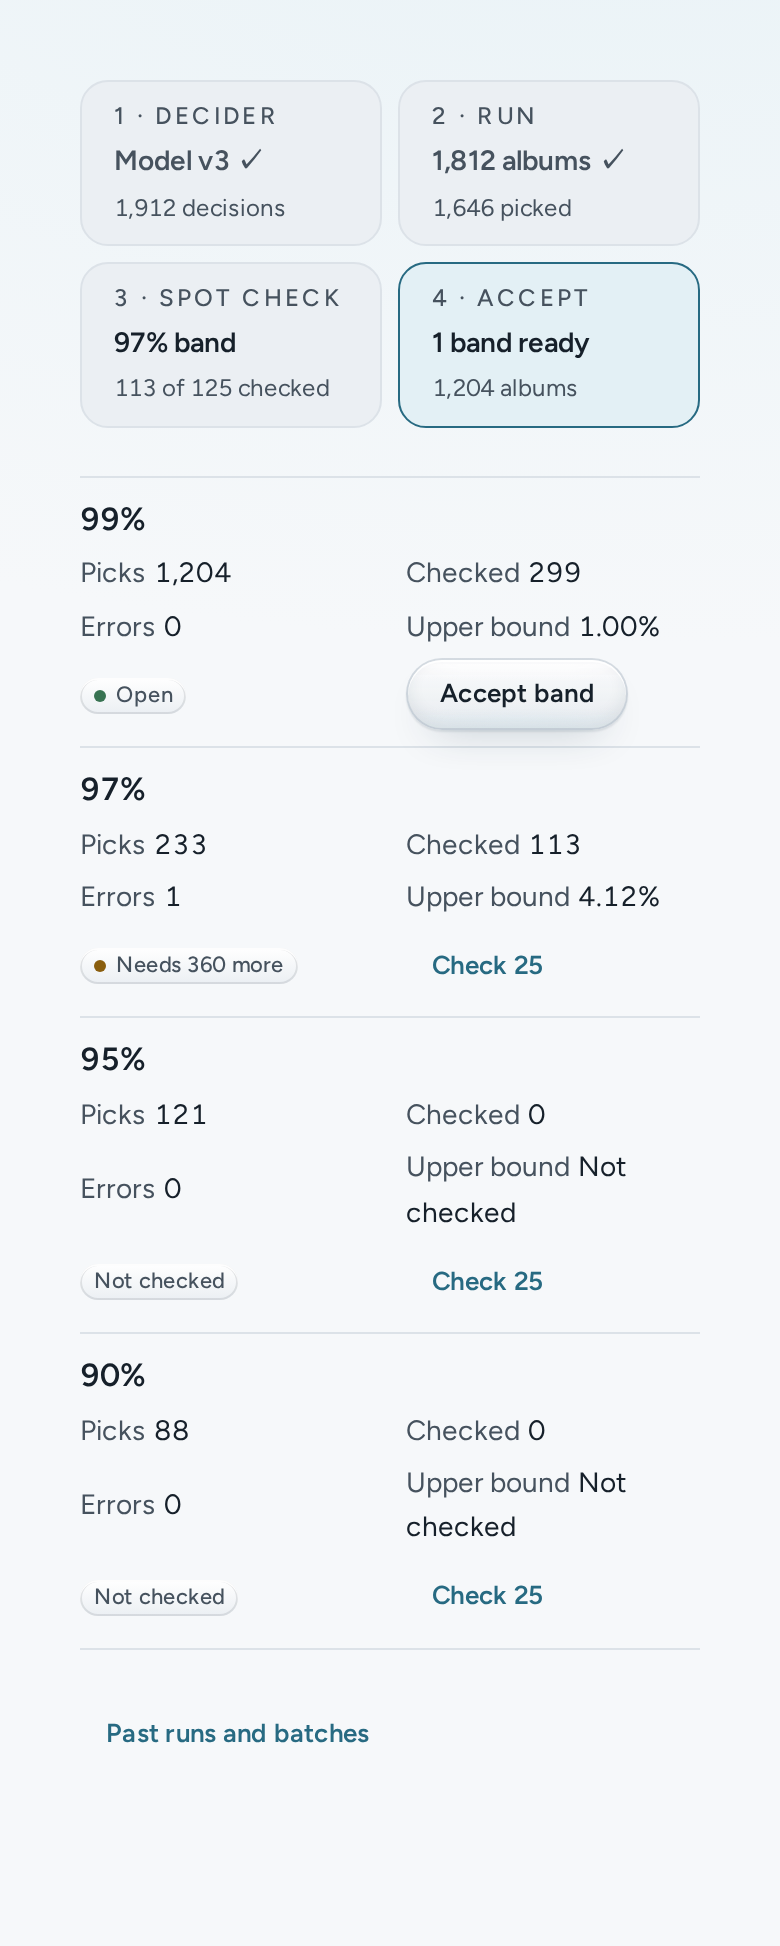 1 · DECIDER
Model v3 ✓
1,912 decisions
2 · RUN
1,812 albums ✓
1,646 picked
3 · SPOT CHECK
97% band
113 of 125 checked
4 · ACCEPT
1 band ready
1,204 albums
99%
Picks 1,204
Checked 299
Errors 0
Upper bound 1.00%
Open
Accept band
97%
Picks 233
Checked 113
Errors 1
Upper bound 4.12%
Needs 360 more
Check 25
95%
Picks 121
Checked 0
Errors 0
Upper bound Not
checked
Not checked
Check 25
90%
Picks 88
Checked 0
Errors 0
Upper bound Not
checked
Not checked
Check 25
Past runs and batches